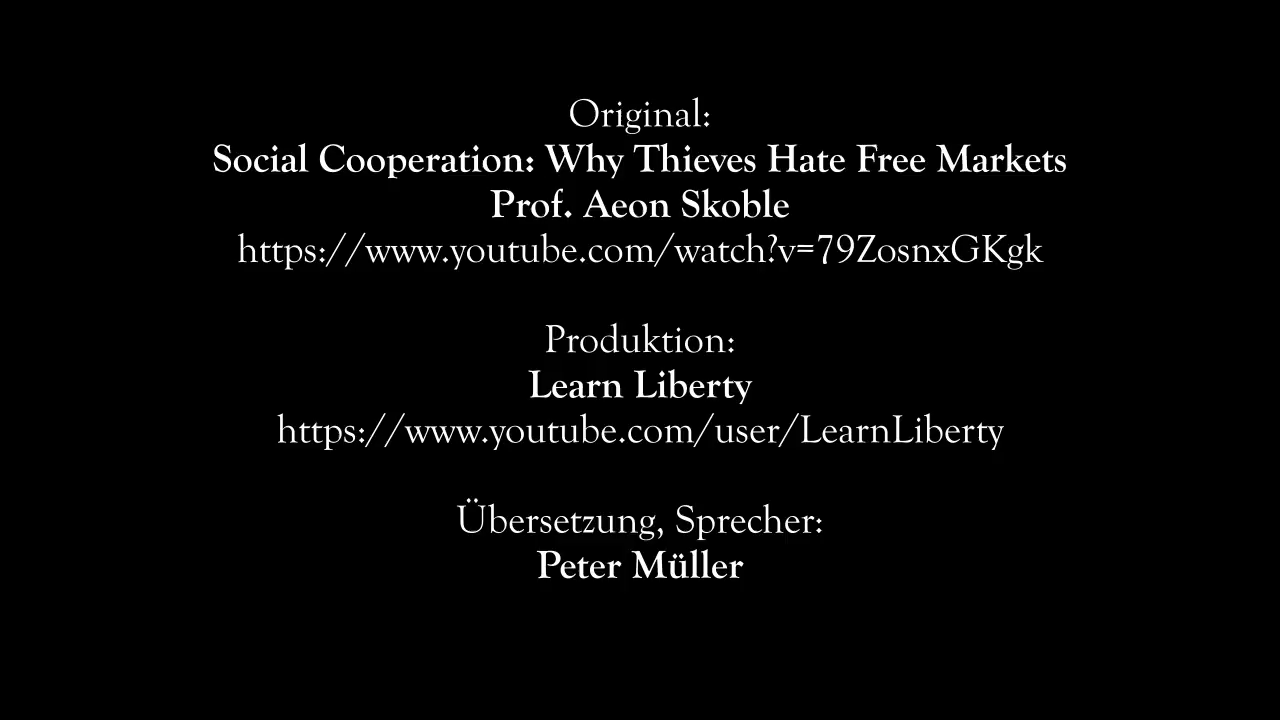 Original:
Social Cooperation: Why Thieves Hate Free Markets
Prof. Aeon Skoble
https://www.youtube.com/watch?v=79ZosnxGKgk
Produktion:
Learn Liberty
https://www.youtube.com/user/LearnLiberty
Übersetzung, Sprecher:
Peter Müller